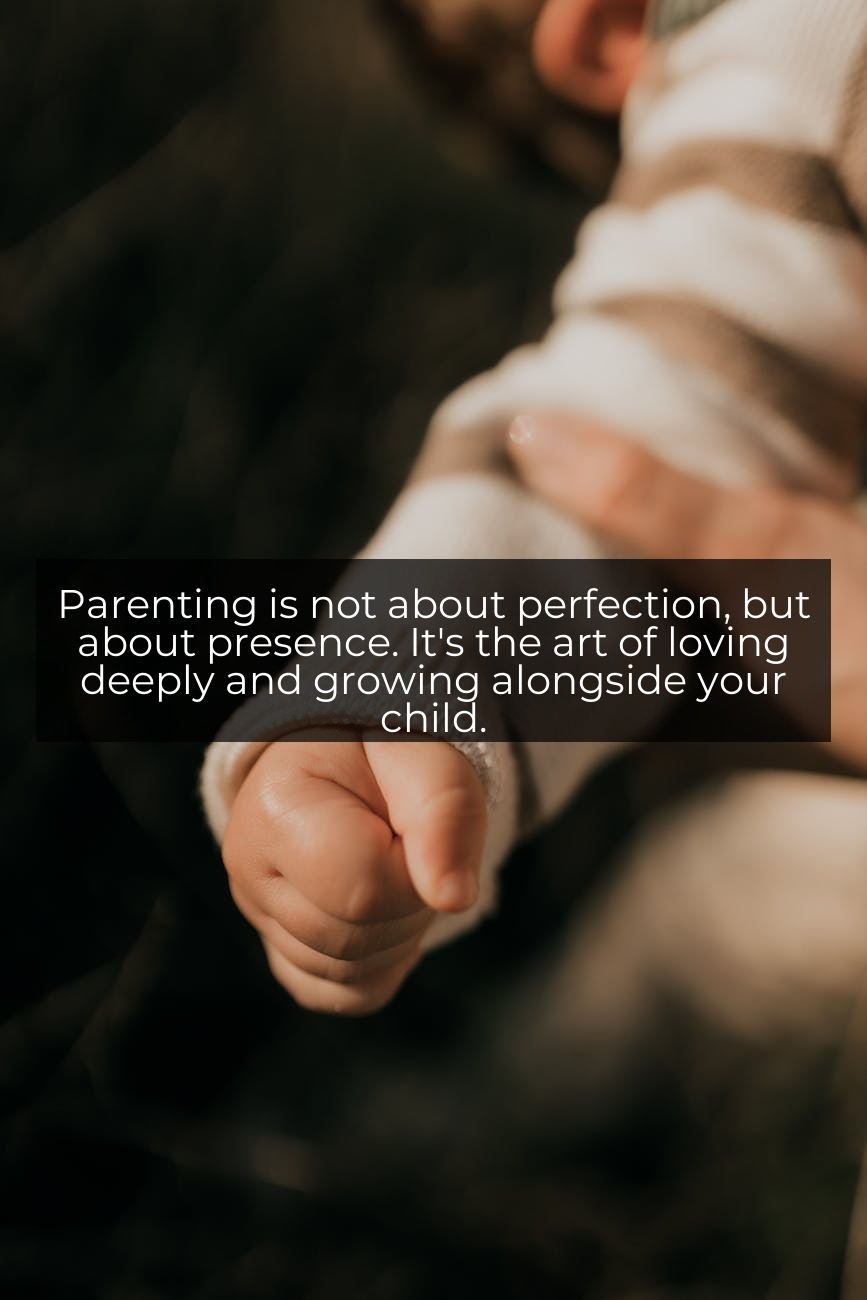 Parenting is not about perfection, but
about presence. It's the art of loving
deeply and growing alongside your
child.